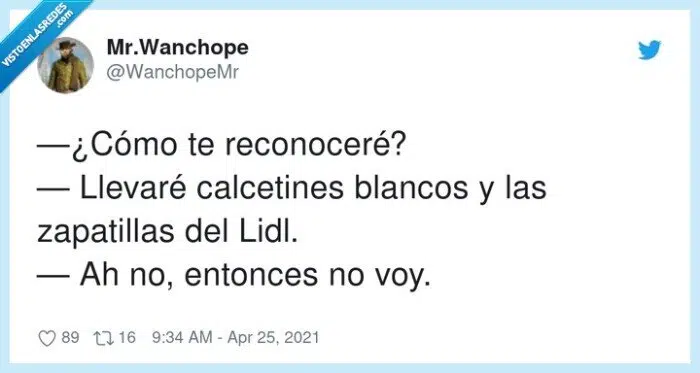 VISTOENLASREDES
.com
Mr.Wanchope
@WanchopeMr
—¿Cómo te reconoceré?
— Llevaré calcetines blancos y las
zapatillas del Lidl.
— Ah no, entonces no voy.
89 16 9:34 AM - Apr 25, 2021